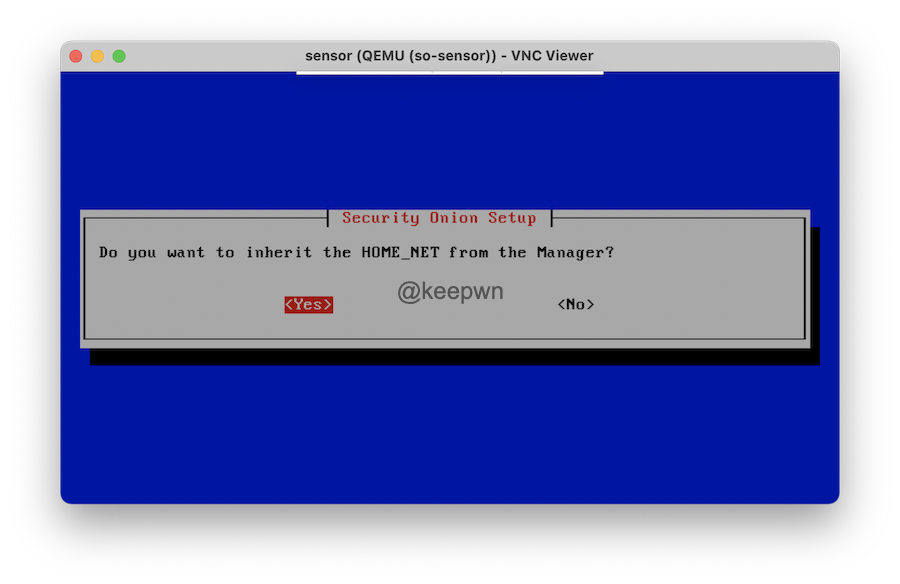 sensor (QEMU (so-sensor)) - VNC Viewer
Security Onion Setup
Do you want to inherit the HOME_NET from the Manager?
@keepwn
<Yes> <No>